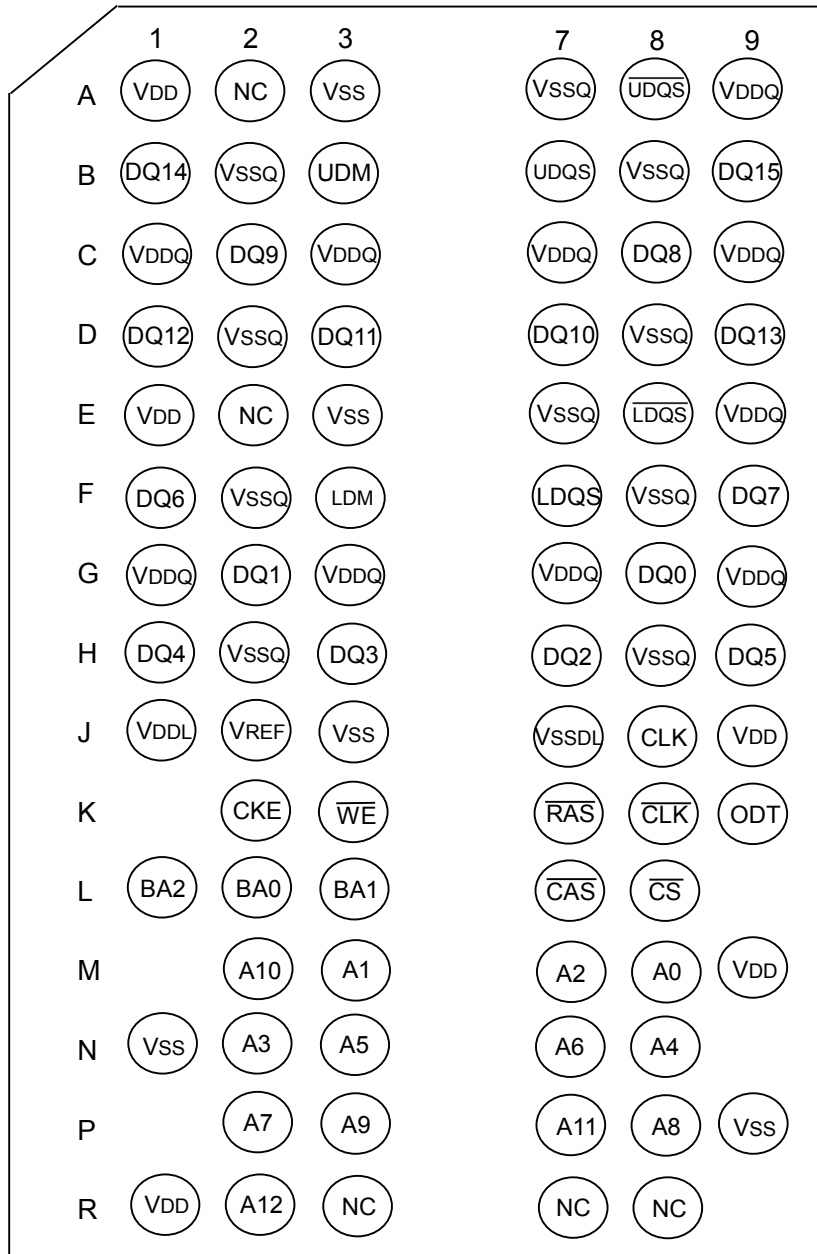 1 2 3 7 8 9
A VDD NC VSS VSSQ UDQS VDDQ
B DQ14 VSSQ UDM UDQS VSSQ DQ15
C VDDQ DQ9 VDDQ VDDQ DQ8 VDDQ
D DQ12 VSSQ DQ11 DQ10 VSSQ DQ13
E VDD NC VSS VSSQ LDQS VDDQ
F DQ6 VSSQ LDM LDQS VSSQ DQ7
G VDDQ DQ1 VDDQ VDDQ DQ0 VDDQ
H DQ4 VSSQ DQ3 DQ2 VSSQ DQ5
J VDDL VREF VSS VSSDL CLK VDD
K CKE WE RAS CLK ODT
L BA2 BA0 BA1 CAS CS
M A10 A1 A2 A0 VDD
N VSS A3 A5 A6 A4
P A7 A9 A11 A8 VSS
R VDD A12 NC NC NC